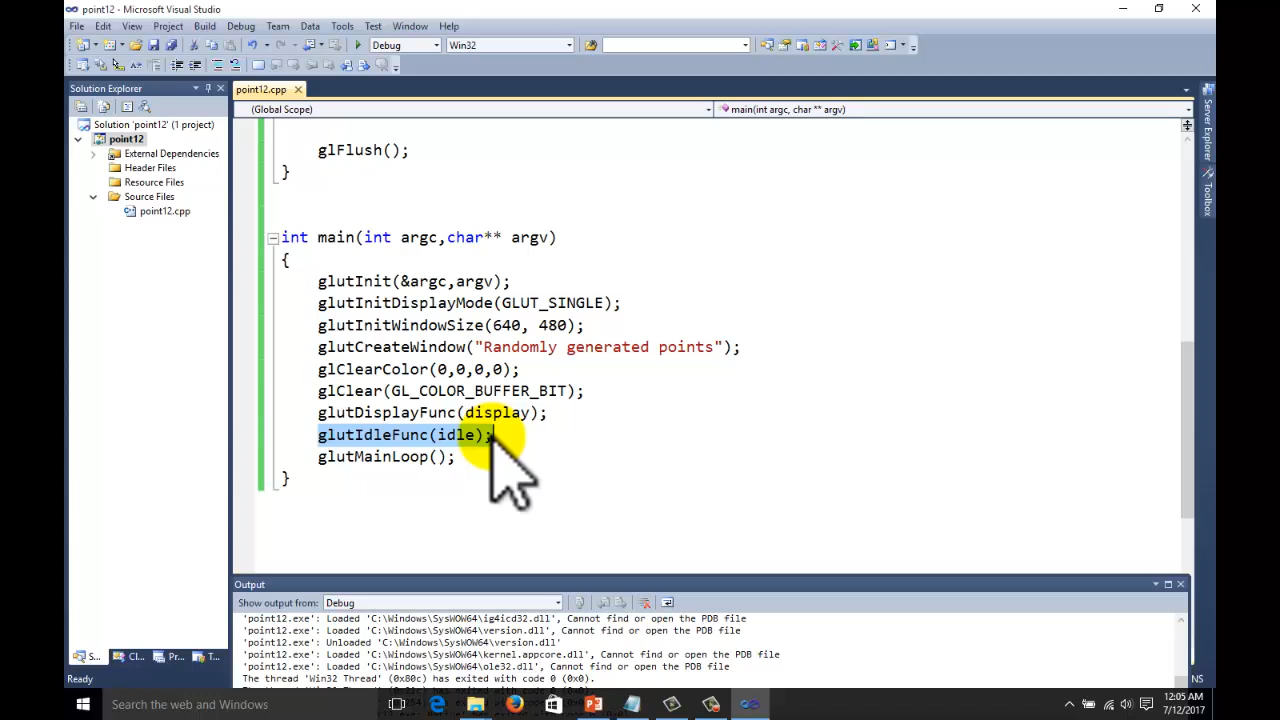 point12 - Microsoft Visual Studio
File Edit View Project Build Debug Team Data Tools Test Window Help
Debug Win32
Solution Explorer
point12.cpp
(Global Scope) main(int argc, char ** argv)
Solution 'point12' (1 project)
point12
External Dependencies
Header Files
Resource Files
Source Files
point12.cpp
glFlush();
}
int main(int argc,char** argv)
{
glutInit(&argc,argv);
glutInitDisplayMode(GLUT_SINGLE);
glutInitWindowSize(640, 480);
glutCreateWindow("Randomly generated points");
glClearColor(0,0,0,0);
glClear(GL_COLOR_BUFFER_BIT);
glutDisplayFunc(display);
glutIdleFunc(idle);
glutMainLoop();
}
Server Explorer
Toolbox
Output
Show output from: Debug
'point12.exe': Loaded 'C:\Windows\SysWOW64\ig4icd32.dll', Cannot find or open the PDB file
'point12.exe': Loaded 'C:\Windows\SysWOW64\version.dll', Cannot find or open the PDB file
'point12.exe': Unloaded 'C:\Windows\SysWOW64\version.dll'
'point12.exe': Loaded 'C:\Windows\SysWOW64\kernel.appcore.dll', Cannot find or open the PDB file
'point12.exe': Loaded 'C:\Windows\SysWOW64\ole32.dll', Cannot find or open the PDB file
The thread 'Win32 Thread' (0x80c) has exited with code 0 (0x0).
S... Cl... Pr... T...
Ready
Search the web and Windows
12:05 AM
7/12/2017